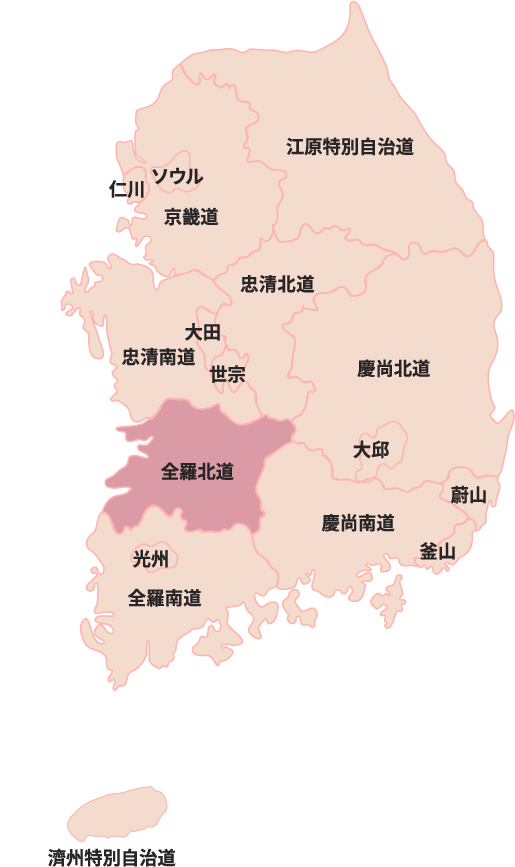 江原特別自治道
ソウル
仁川
京畿道
忠清北道
大田
忠清南道
世宗
慶尚北道
大邱
全羅北道
蔚山
慶尚南道
釜山
光州
全羅南道
済州特別自治道